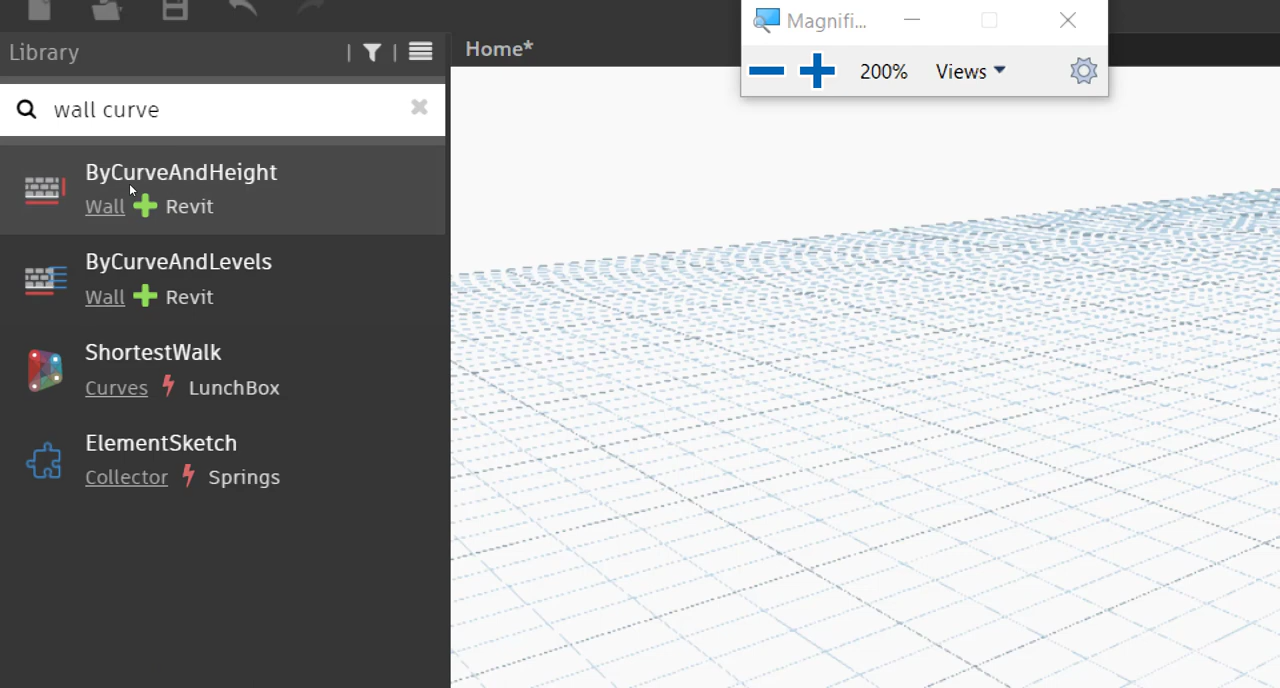 Library
Home*
Magnifi...
200%
Views
wall curve
ByCurveAndHeight
Wall Revit
ByCurveAndLevels
Wall Revit
ShortestWalk
Curves LunchBox
ElementSketch
Collector Springs